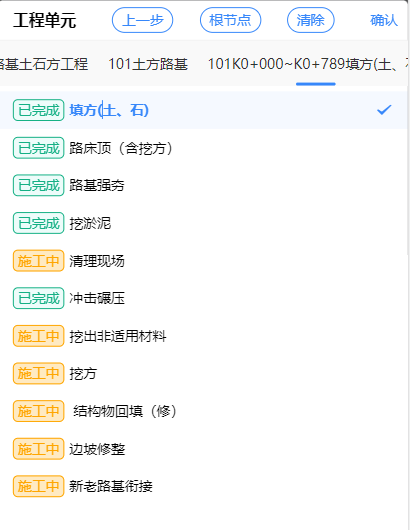 工程单元 上一步 根节点 清除 确认
路基土石方工程 101土方路基 101K0+000~K0+789填方(土、
已完成 填方(土、石)
已完成 路床顶（含挖方）
已完成 路基强夯
已完成 挖淤泥
施工中 清理现场
已完成 冲击碾压
施工中 挖出非适用材料
施工中 挖方
施工中 结构物回填（修）
施工中 边坡修整
施工中 新老路基衔接